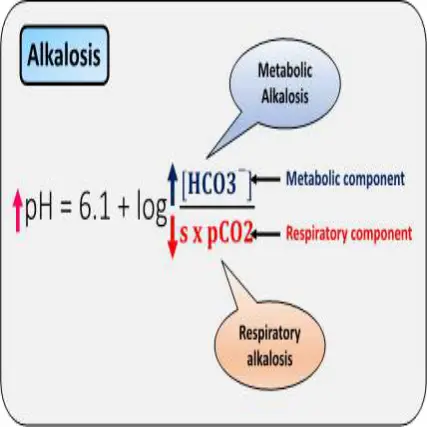 Alkalosis
Metabolic
Alkalosis
pH = 6.1 + log [HCO3⁻] / s x pCO2
Metabolic component
Respiratory component
Respiratory
alkalosis